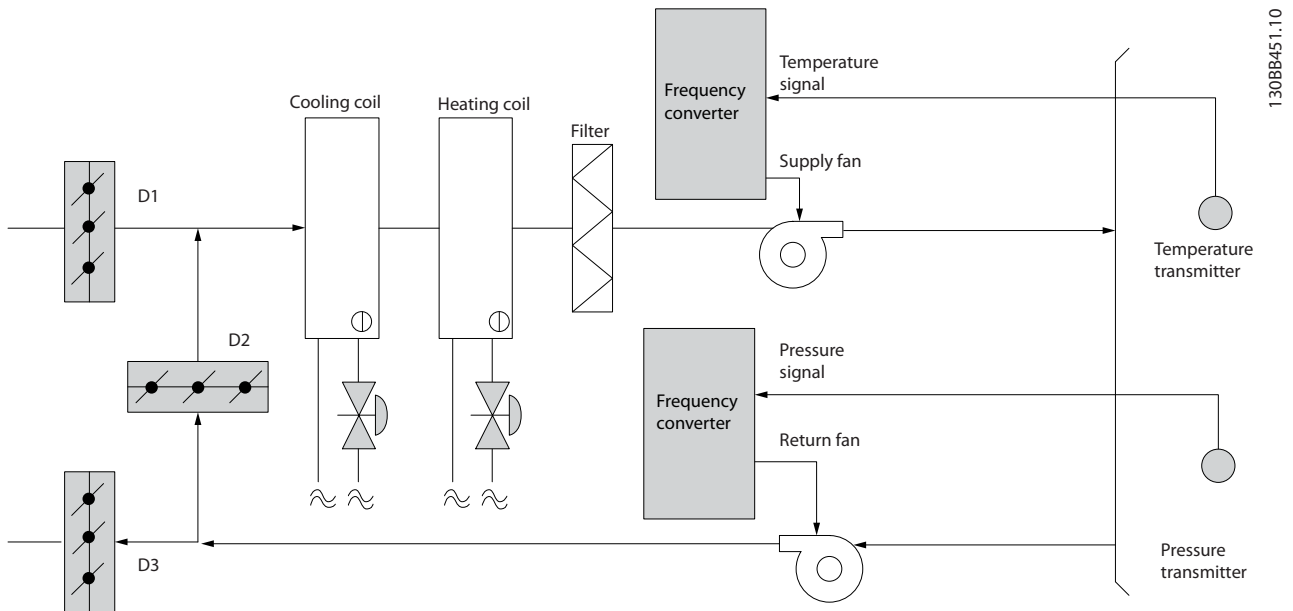 130BB451.10
Temperature
signal
Frequency
converter
Cooling coil
Heating coil
Filter
Supply fan
D1
Temperature
transmitter
D2
Pressure
signal
Frequency
converter
Return fan
D3
Pressure
transmitter